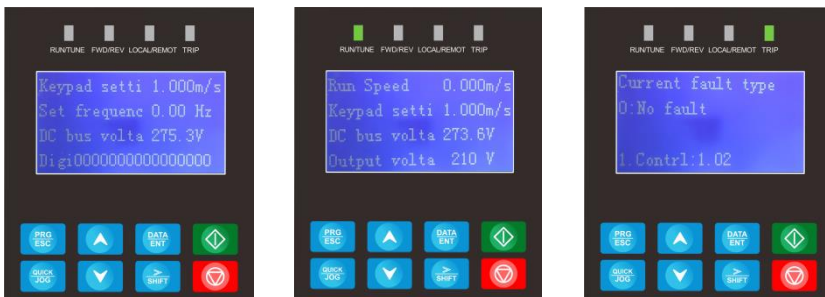 RUN/TUNE FWD/REV LOCAL/REMOT TRIP
Keypad setti 1.000m/s
Set frequenc 0.00 Hz
DC bus volta 275.3V
Digi0000000000000000
PRG ESC
DATA ENT
QUICK JOG
> SHIFT
RUN/TUNE FWD/REV LOCAL/REMOT TRIP
Run Speed 0.000m/s
Keypad setti 1.000m/s
DC bus volta 273.6V
Output volta 210 V
PRG ESC
DATA ENT
QUICK JOG
> SHIFT
RUN/TUNE FWD/REV LOCAL/REMOT TRIP
Current fault type
0:No fault
1.Contrl:1.02
PRG ESC
DATA ENT
QUICK JOG
> SHIFT